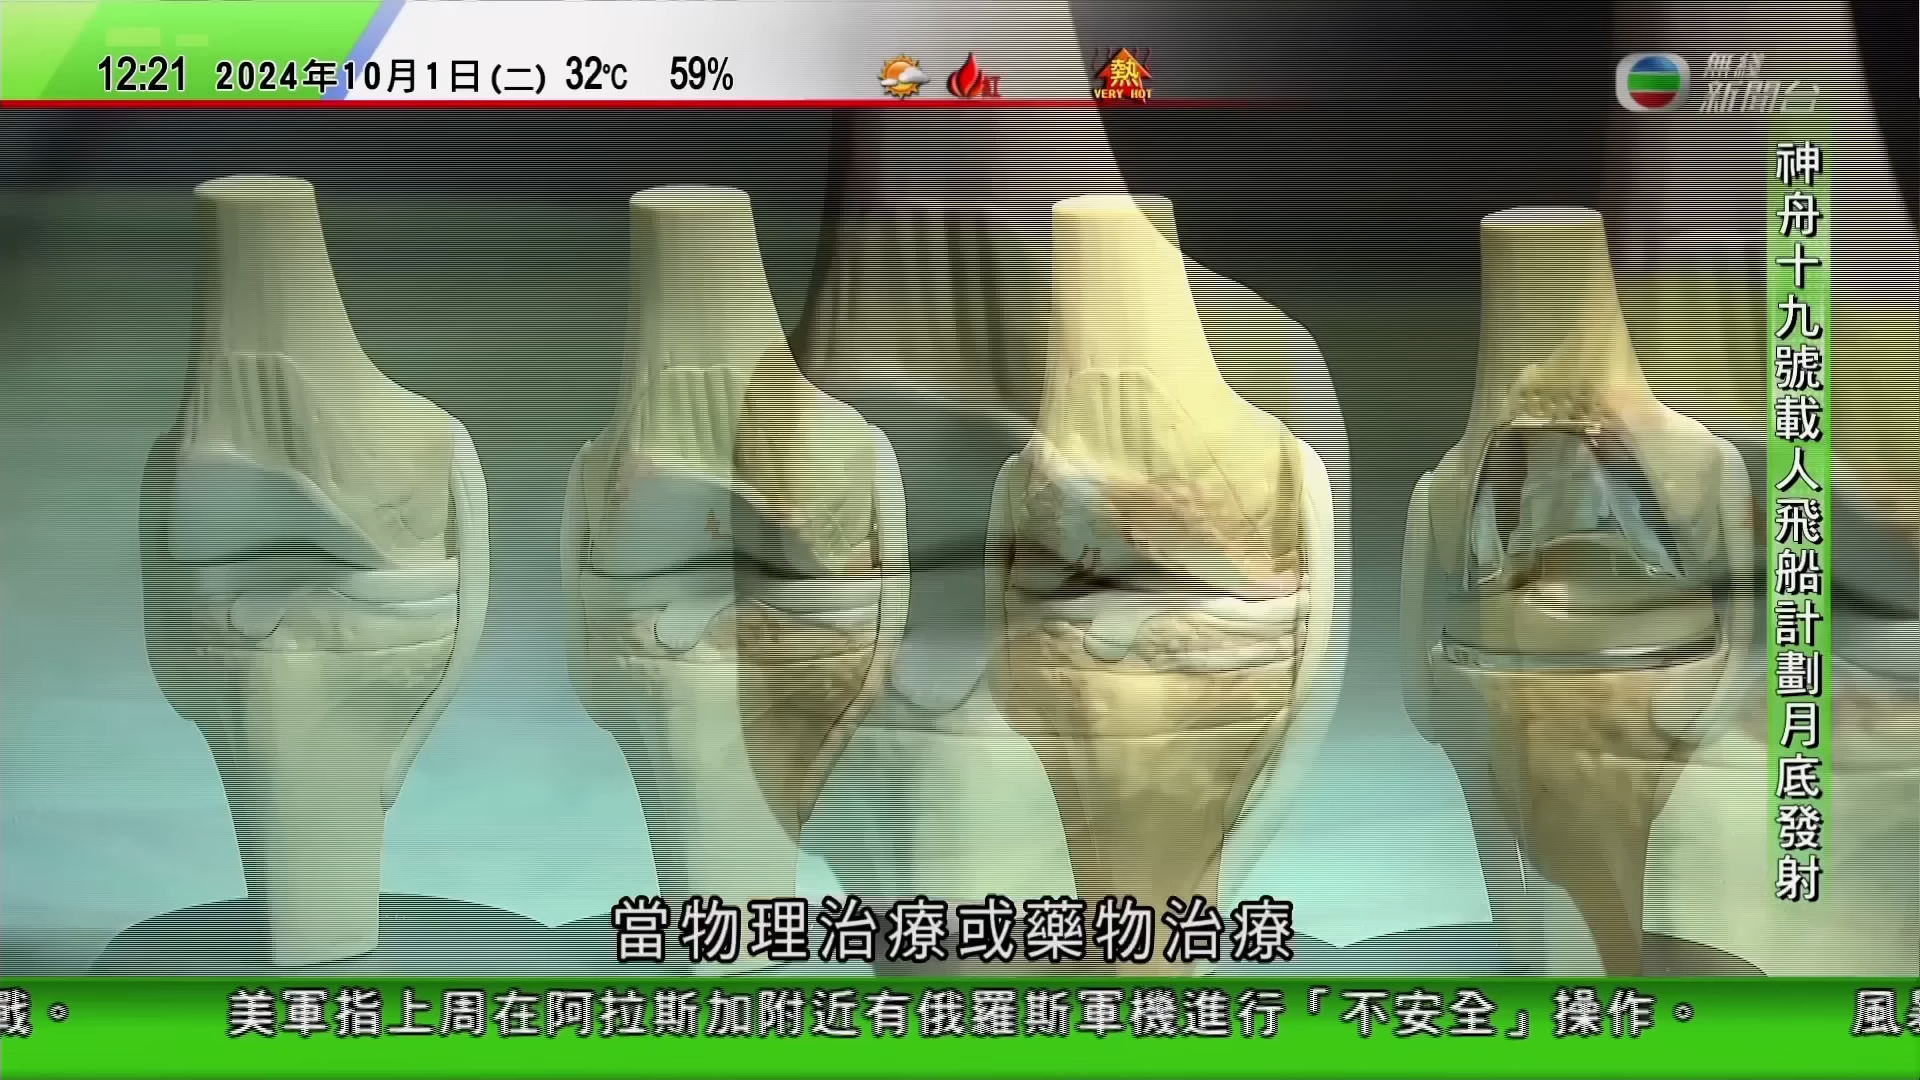 12:21 2024年10月1日(二) 32℃ 59%
紅
熱
VERY HOT
無綫
新聞台
神舟十九號載人飛船計劃月底發射
當物理治療或藥物治療
戰。 美軍指上周在阿拉斯加附近有俄羅斯軍機進行「不安全」操作。 風